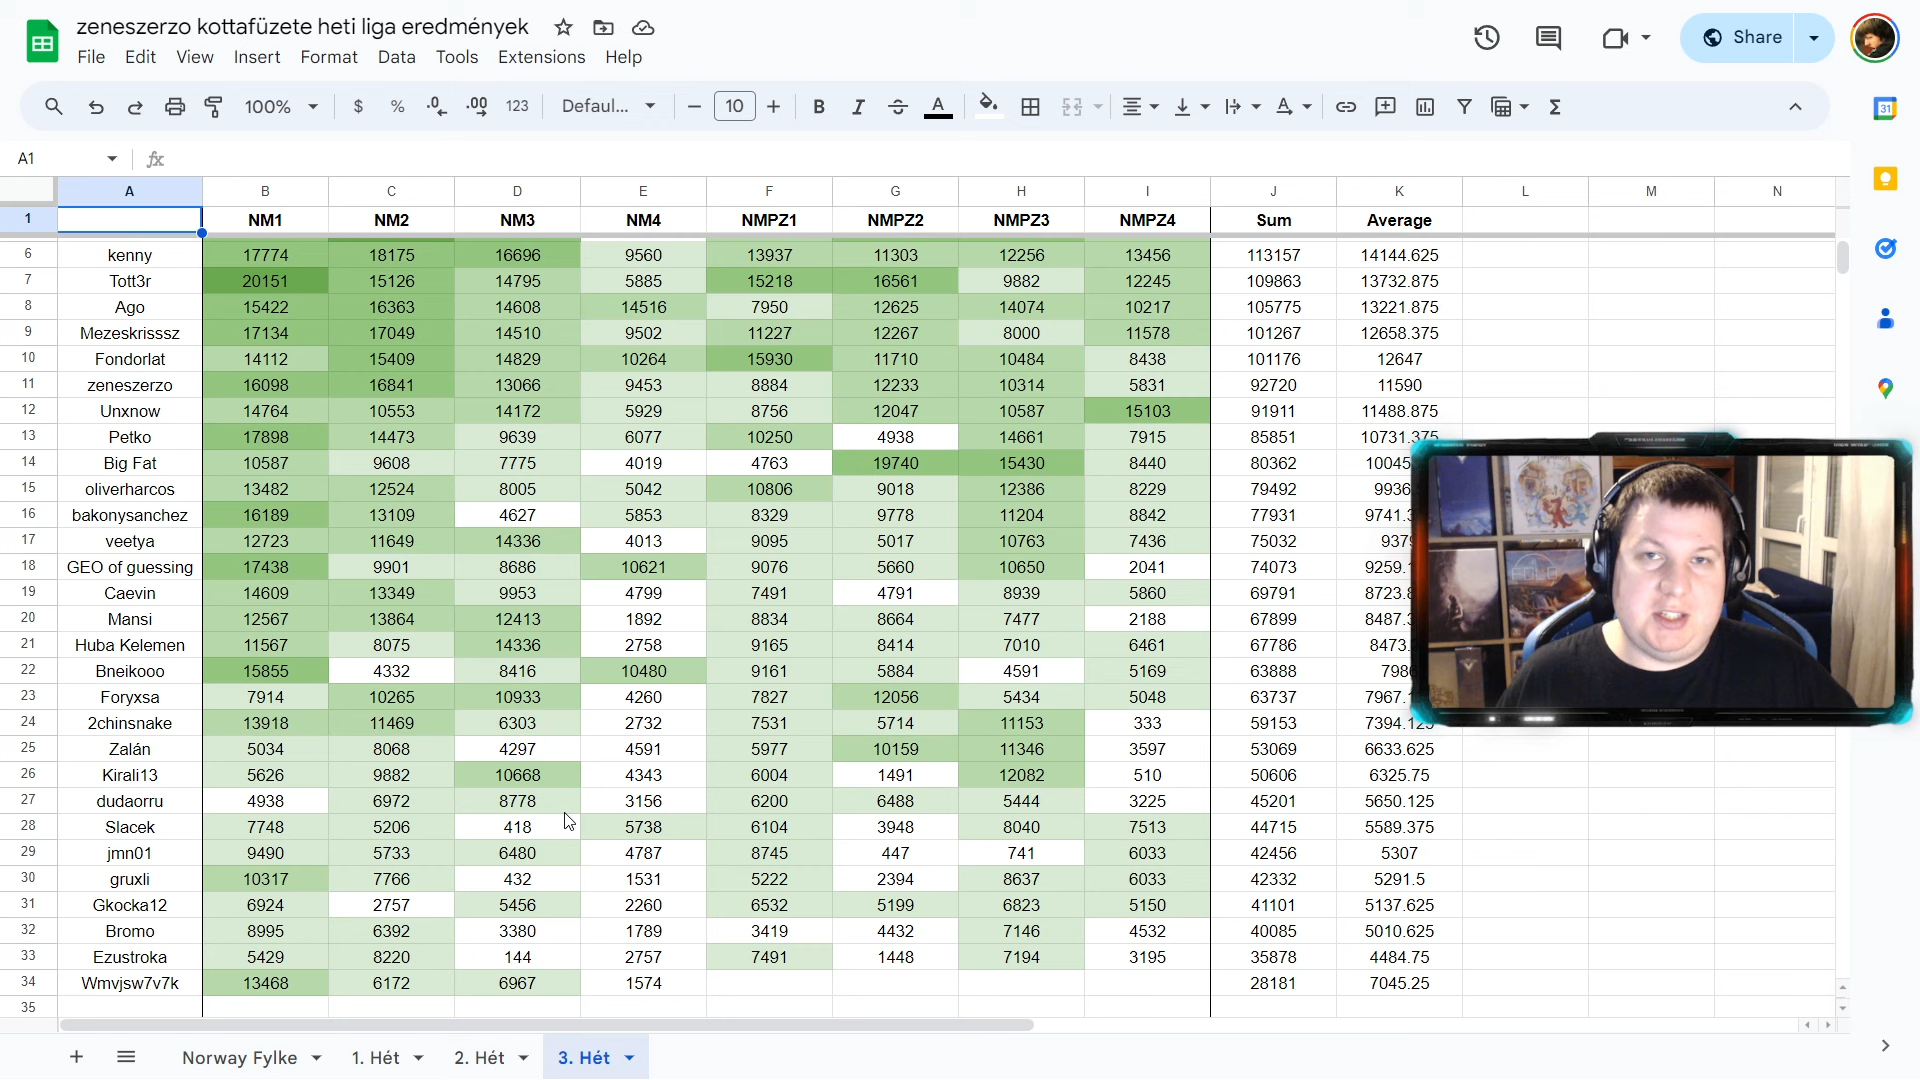 zeneszerzo kottafüzete heti liga eredmények
File Edit View Insert Format Data Tools Extensions Help
Share
100% $ % .0 .00 123 Defaul... 10 B I A
31
A1 fx
A B C D E F G H I J K L M N
1 NM1 NM2 NM3 NM4 NMPZ1 NMPZ2 NMPZ3 NMPZ4 Sum Average
6 kenny 17774 18175 16696 9560 13937 11303 12256 13456 113157 14144.625
7 Tott3r 20151 15126 14795 5885 15218 16561 9882 12245 109863 13732.875
8 Ago 15422 16363 14608 14516 7950 12625 14074 10217 105775 13221.875
9 Mezeskrisssz 17134 17049 14510 9502 11227 12267 8000 11578 101267 12658.375
10 Fondorlat 14112 15409 14829 10264 15930 11710 10484 8438 101176 12647
11 zeneszerzo 16098 16841 13066 9453 8884 12233 10314 5831 92720 11590
12 Unxnow 14764 10553 14172 5929 8756 12047 10587 15103 91911 11488.875
13 Petko 17898 14473 9639 6077 10250 4938 14661 7915 85851 10731.375
14 Big Fat 10587 9608 7775 4019 4763 19740 15430 8440 80362 10045
15 oliverharcos 13482 12524 8005 5042 10806 9018 12386 8229 79492 9936
16 bakonysanchez 16189 13109 4627 5853 8329 9778 11204 8842 77931 9741.
17 veetya 12723 11649 14336 4013 9095 5017 10763 7436 75032 937
18 GEO of guessing 17438 9901 8686 10621 9076 5660 10650 2041 74073 9259.
19 Caevin 14609 13349 9953 4799 7491 4791 8939 5860 69791 8723.
20 Mansi 12567 13864 12413 1892 8834 8664 7477 2188 67899 8487.
21 Huba Kelemen 11567 8075 14336 2758 9165 8414 7010 6461 67786 8473.
22 Bneikooo 15855 4332 8416 10480 9161 5884 4591 5169 63888 798
23 Foryxsa 7914 10265 10933 4260 7827 12056 5434 5048 63737 7967.
24 2chinsnake 13918 11469 6303 2732 7531 5714 11153 333 59153 7394.125
25 Zalán 5034 8068 4297 4591 5977 10159 11346 3597 53069 6633.625
26 Kirali13 5626 9882 10668 4343 6004 1491 12082 510 50606 6325.75
27 dudaorru 4938 6972 8778 3156 6200 6488 5444 3225 45201 5650.125
28 Slacek 7748 5206 418 5738 6104 3948 8040 7513 44715 5589.375
29 jmn01 9490 5733 6480 4787 8745 447 741 6033 42456 5307
30 gruxli 10317 7766 432 1531 5222 2394 8637 6033 42332 5291.5
31 Gkocka12 6924 2757 5456 2260 6532 5199 6823 5150 41101 5137.625
32 Bromo 8995 6392 3380 1789 3419 4432 7146 4532 40085 5010.625
33 Ezustroka 5429 8220 144 2757 7491 1448 7194 3195 35878 4484.75
34 Wmvjsw7v7k 13468 6172 6967 1574 28181 7045.25
35
Norway Fylke 1. Hét 2. Hét 3. Hét